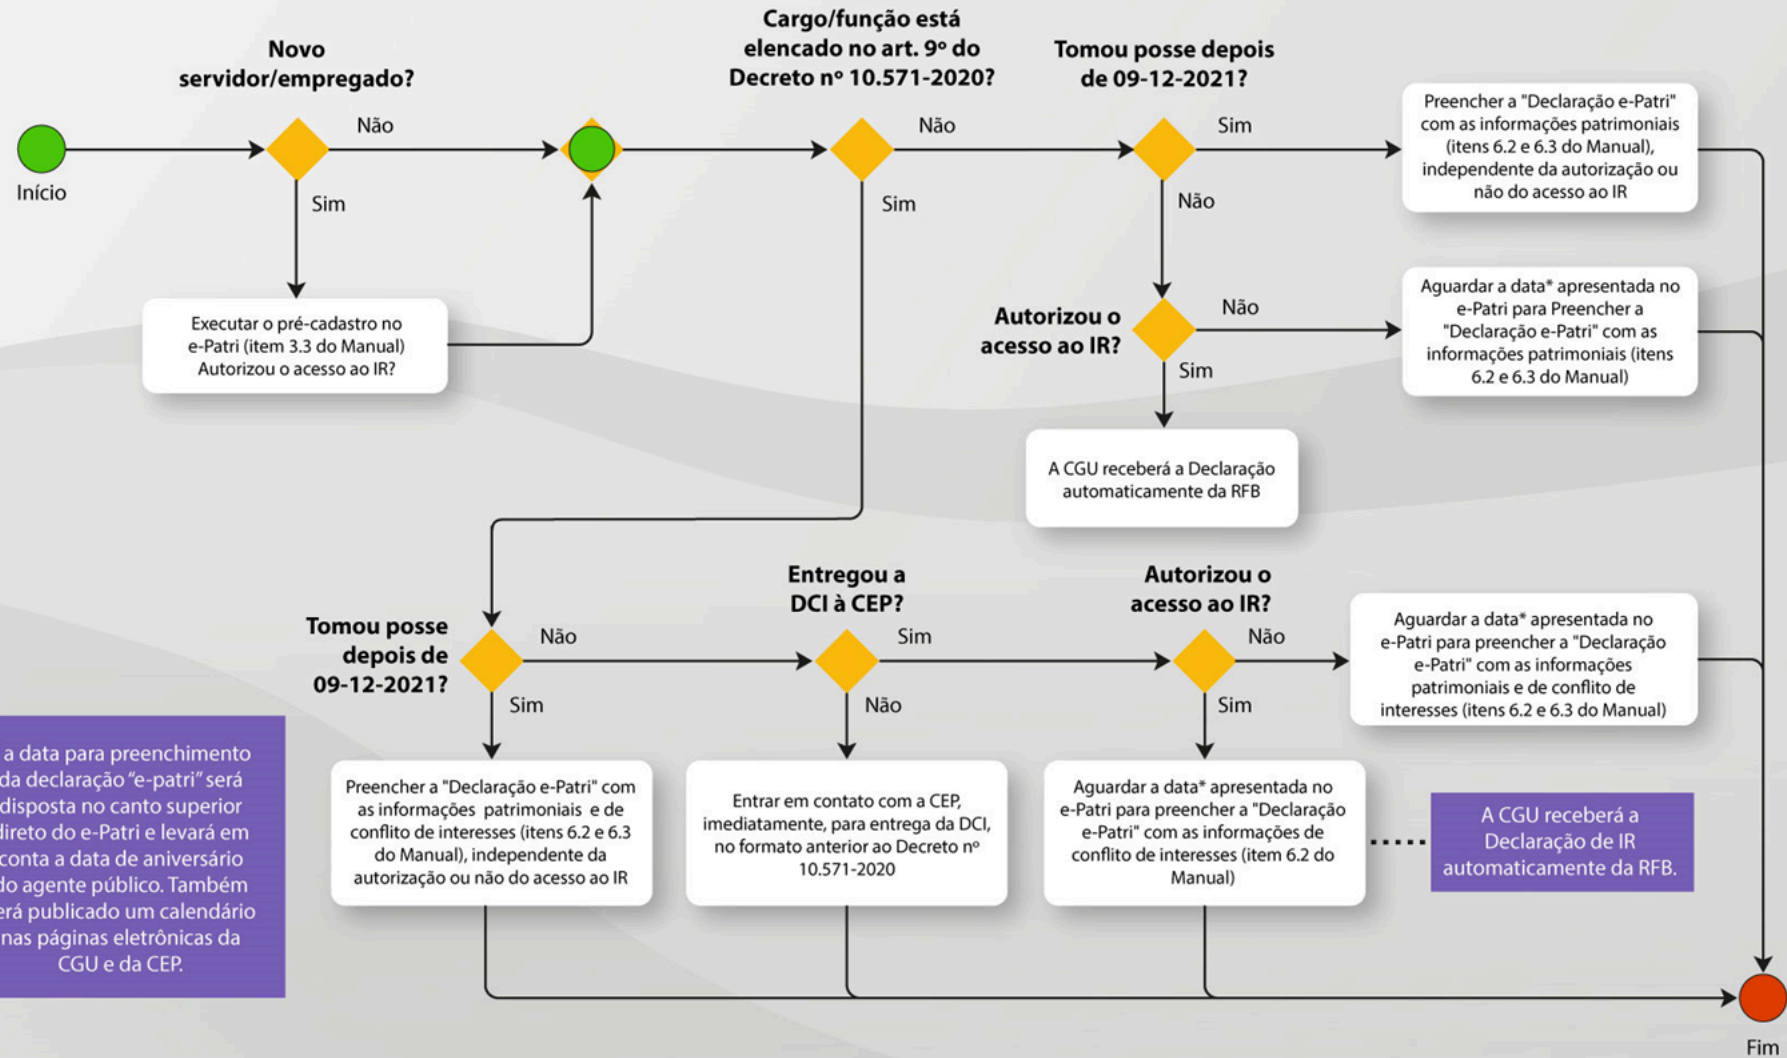 Novo
servidor/empregado?
Cargo/função está
elencado no art. 9º do
Decreto nº 10.571-2020?
Tomou posse depois
de 09-12-2021?
Início
Não
Sim
Executar o pré-cadastro no
e-Patri (item 3.3 do Manual)
Autorizou o acesso ao IR?
Não
Sim
Sim
Não
Preencher a "Declaração e-Patri"
com as informações patrimoniais
(itens 6.2 e 6.3 do Manual),
independente da autorização ou
não do acesso ao IR
Autorizou o
acesso ao IR?
Não
Sim
Aguardar a data* apresentada no
e-Patri para Preencher a
"Declaração e-Patri" com as
informações patrimoniais (itens
6.2 e 6.3 do Manual)
A CGU receberá a Declaração
automaticamente da RFB
Tomou posse
depois de
09-12-2021?
Não
Sim
Entregou a
DCI à CEP?
Sim
Não
Autorizou o
acesso ao IR?
Não
Sim
Aguardar a data* apresentada no
e-Patri para preencher a "Declaração
e-Patri" com as informações
patrimoniais e de conflito de
interesses (itens 6.2 e 6.3 do Manual)
a data para preenchimento
da declaração "e-patri" será
disposta no canto superior
direto do e-Patri e levará em
conta a data de aniversário
do agente público. Também
erá publicado um calendário
nas páginas eletrônicas da
CGU e da CEP.
Preencher a "Declaração e-Patri" com
as informações patrimoniais e de
conflito de interesses (itens 6.2 e 6.3
do Manual), independente da
autorização ou não do acesso ao IR
Entrar em contato com a CEP,
imediatamente, para entrega da DCI,
no formato anterior ao Decreto nº
10.571-2020
Aguardar a data* apresentada no
e-Patri para preencher a "Declaração
e-Patri" com as informações de
conflito de interesses (item 6.2 do
Manual)
A CGU receberá a
Declaração de IR
automaticamente da RFB.
Fim